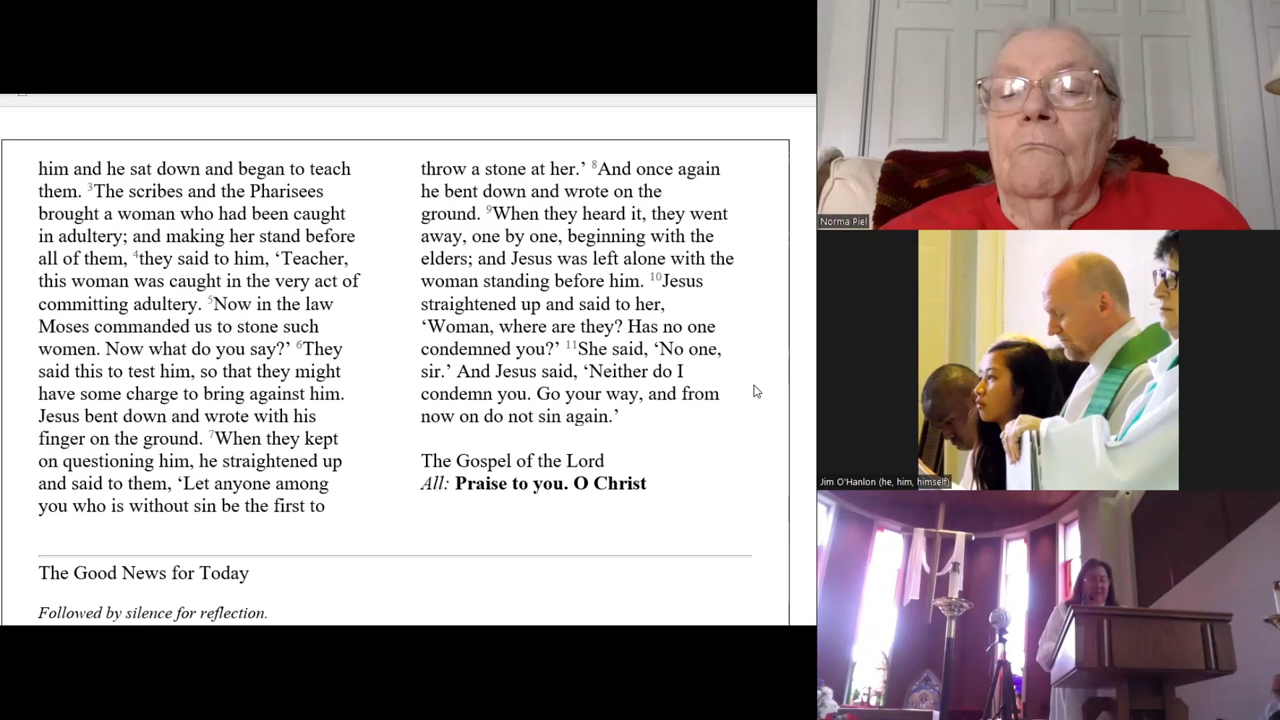 him and he sat down and began to teach
them. 3The scribes and the Pharisees
brought a woman who had been caught
in adultery; and making her stand before
all of them, 4they said to him, ‘Teacher,
this woman was caught in the very act of
committing adultery. 5Now in the law
Moses commanded us to stone such
women. Now what do you say?’ 6They
said this to test him, so that they might
have some charge to bring against him.
Jesus bent down and wrote with his
finger on the ground. 7When they kept
on questioning him, he straightened up
and said to them, ‘Let anyone among
you who is without sin be the first to
throw a stone at her.’ 8And once again
he bent down and wrote on the
ground. 9When they heard it, they went
away, one by one, beginning with the
elders; and Jesus was left alone with the
woman standing before him. 10Jesus
straightened up and said to her,
‘Woman, where are they? Has no one
condemned you?’ 11She said, ‘No one,
sir.’ And Jesus said, ‘Neither do I
condemn you. Go your way, and from
now on do not sin again.’
The Gospel of the Lord
All: Praise to you. O Christ
The Good News for Today
Followed by silence for reflection.
Norma Piel
Jim O'Hanlon (he, him, himself)